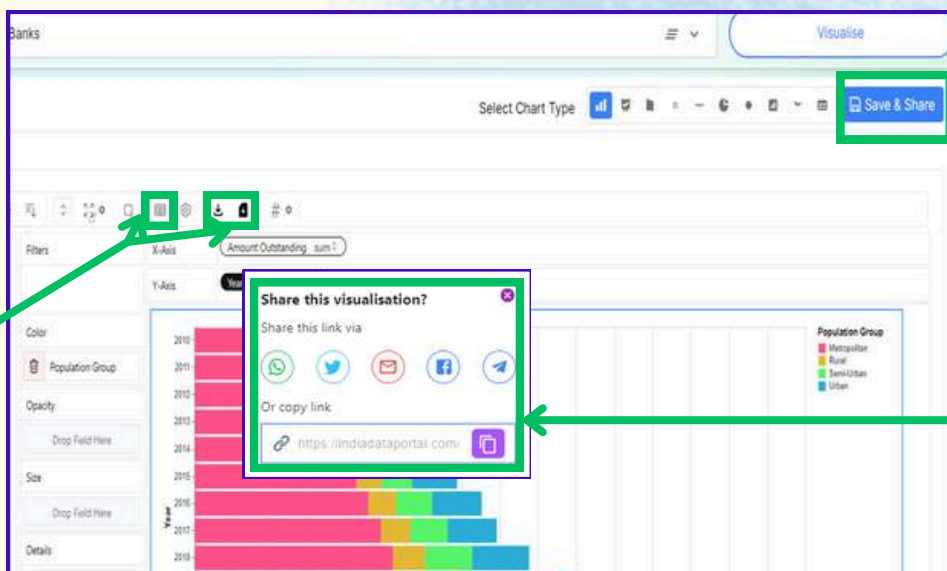 Banks
Visualise
Select Chart Type
Save & Share
Filters
X-Axis
Amount Outstanding sum
Y-Axis
Year
Share this visualisation?
Share this link via
Or copy link
https://indiadataportal.com/
Color
Population Group
Opacity
Drop Field Here
Size
Drop Field Here
Details
Year
2010
2011
2012
2013
2014
2015
2016
2017
2018
Population Group
Metropolitan
Rural
Semi-Urban
Urban